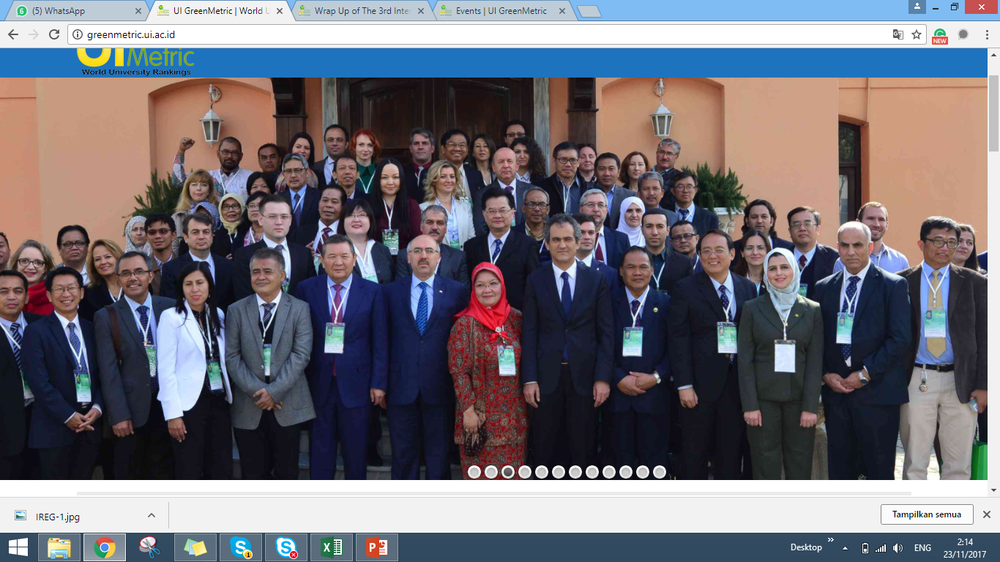 (5) WhatsApp
UI GreenMetric | World U
Wrap Up of The 3rd Inter
Events | UI GreenMetric
greenmetric.ui.ac.id
NEW
UI Metric
World University Rankings
IREG-1.jpg
Tampilkan semua
Desktop
ENG
2:14
23/11/2017